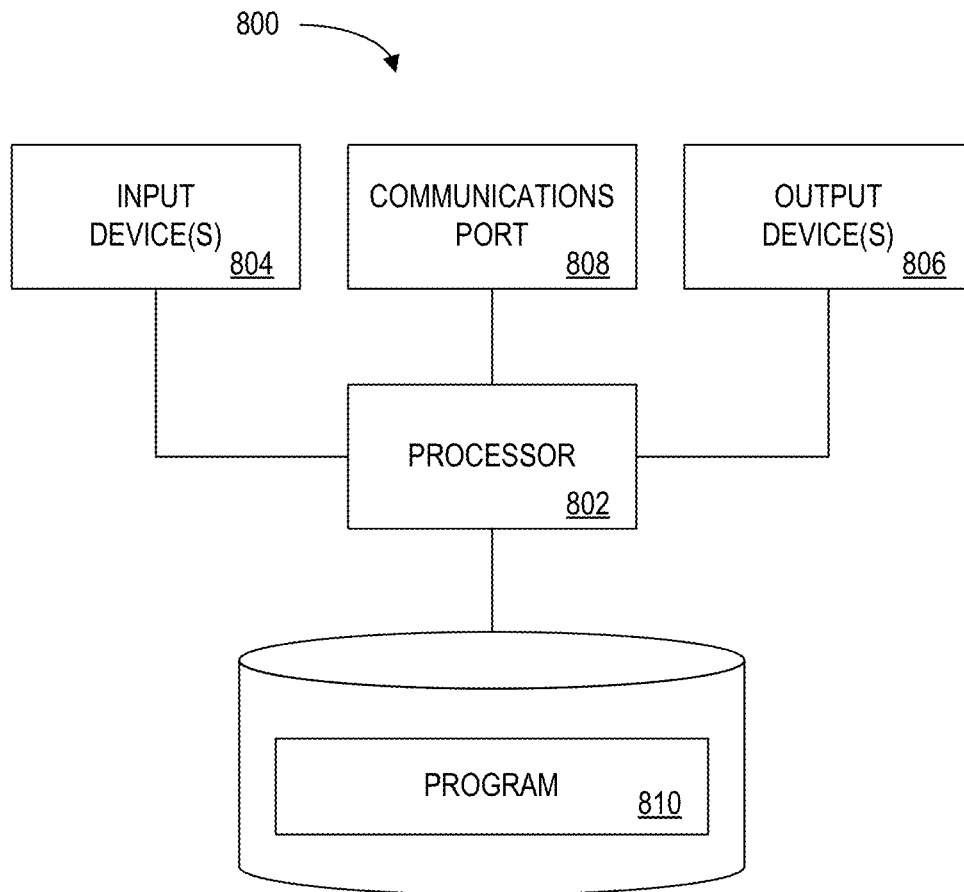 800
INPUT
DEVICE(S)
804
COMMUNICATIONS
PORT
808
OUTPUT
DEVICE(S)
806
PROCESSOR
802
PROGRAM
810